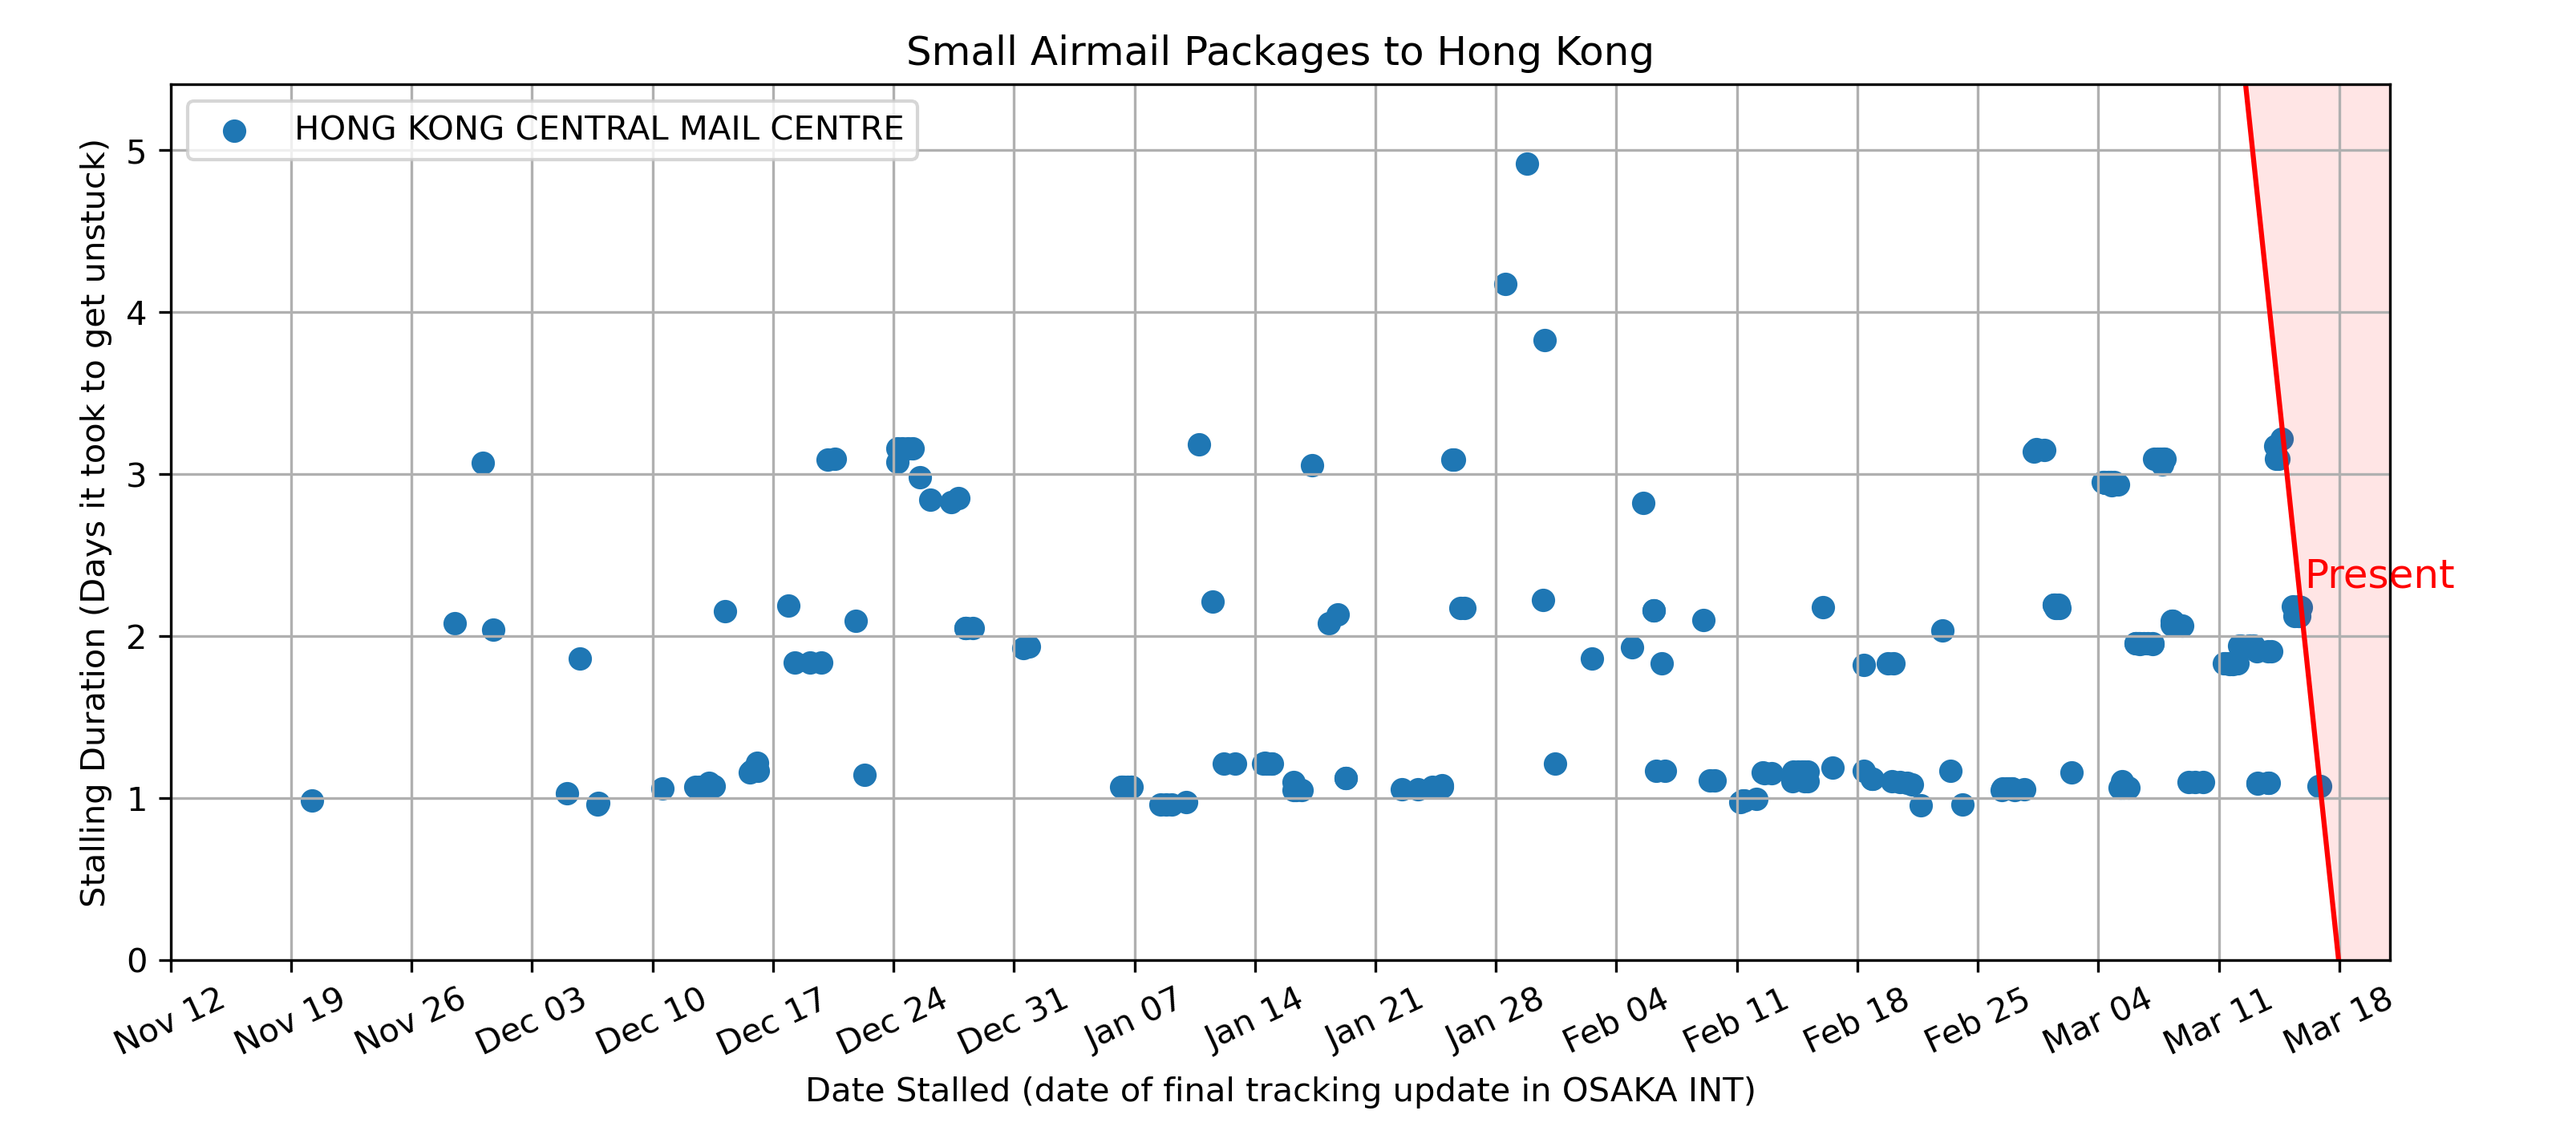 Small Airmail Packages to Hong Kong
HONG KONG CENTRAL MAIL CENTRE
Stalling Duration (Days it took to get unstuck)
5
4
3
2
1
0
Present
Nov 12
Nov 19
Nov 26
Dec 03
Dec 10
Dec 17
Dec 24
Dec 31
Jan 07
Jan 14
Jan 21
Jan 28
Feb 04
Feb 11
Feb 18
Feb 25
Mar 04
Mar 11
Mar 18
Date Stalled (date of final tracking update in OSAKA INT)